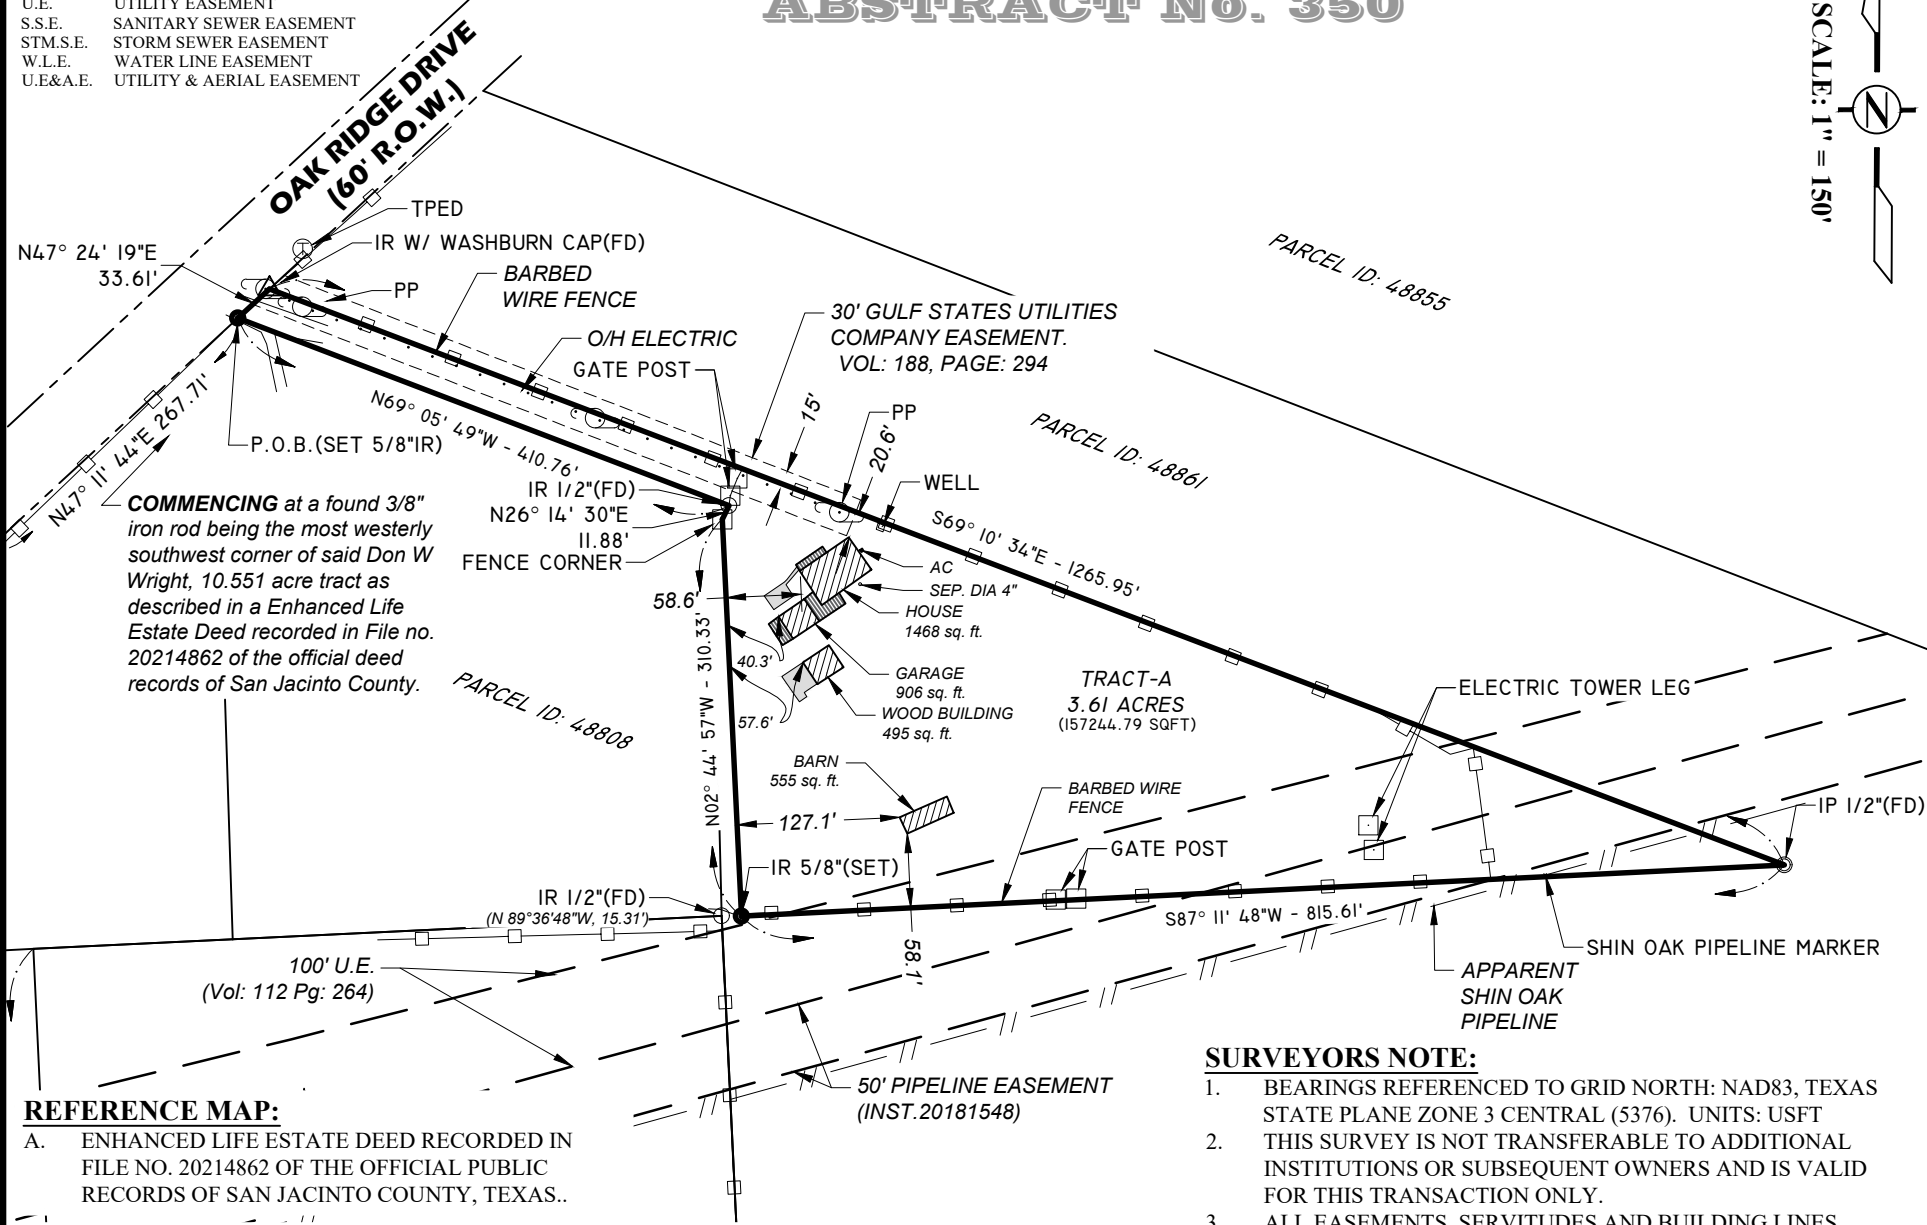 U.E. UTILITY EASEMENT
S.S.E. SANITARY SEWER EASEMENT
STM.S.E. STORM SEWER EASEMENT
W.L.E. WATER LINE EASEMENT
U.E&A.E. UTILITY & AERIAL EASEMENT
ABSTRACT No. 350
SCALE: 1" = 150'
N
OAK RIDGE DRIVE
(60' R.O.W.)
TPED
IR W/ WASHBURN CAP(FD)
N47° 24' 19"E
33.61'
PP
BARBED
WIRE FENCE
O/H ELECTRIC
GATE POST
30' GULF STATES UTILITIES
COMPANY EASEMENT.
VOL: 188, PAGE: 294
PARCEL ID: 48855
PARCEL ID: 48861
15'
20.6'
PP
WELL
N69° 05' 49"W - 410.76'
S69° 10' 34"E - 1265.95'
N47° 11' 44"E 267.71'
P.O.B.(SET 5/8"IR)
COMMENCING at a found 3/8"
iron rod being the most westerly
southwest corner of said Don W
Wright, 10.551 acre tract as
described in a Enhanced Life
Estate Deed recorded in File no.
20214862 of the official deed
records of San Jacinto County.
IR 1/2"(FD)
N26° 14' 30"E
11.88'
FENCE CORNER
AC
SEP. DIA 4"
HOUSE
1468 sq. ft.
58.6'
40.3'
57.6'
GARAGE
906 sq. ft.
WOOD BUILDING
495 sq. ft.
N02° 44' 57"W - 310.33'
PARCEL ID: 48808
TRACT-A
3.61 ACRES
(157244.79 SQFT)
ELECTRIC TOWER LEG
BARN
555 sq. ft.
BARBED WIRE
FENCE
127.1'
GATE POST
IP 1/2"(FD)
IR 5/8"(SET)
IR 1/2"(FD)
(N 89°36'48"W, 15.31')
S87° 11' 48"W - 815.61'
58.1'
SHIN OAK PIPELINE MARKER
APPARENT
SHIN OAK
PIPELINE
100' U.E.
(Vol: 112 Pg: 264)
50' PIPELINE EASEMENT
(INST.20181548)
REFERENCE MAP:
A. ENHANCED LIFE ESTATE DEED RECORDED IN
FILE NO. 20214862 OF THE OFFICIAL PUBLIC
RECORDS OF SAN JACINTO COUNTY, TEXAS..
SURVEYORS NOTE:
1. BEARINGS REFERENCED TO GRID NORTH: NAD83, TEXAS
STATE PLANE ZONE 3 CENTRAL (5376). UNITS: USFT
2. THIS SURVEY IS NOT TRANSFERABLE TO ADDITIONAL
INSTITUTIONS OR SUBSEQUENT OWNERS AND IS VALID
FOR THIS TRANSACTION ONLY.
3. ALL EASEMENTS, SERVITUDES AND BUILDING LINES